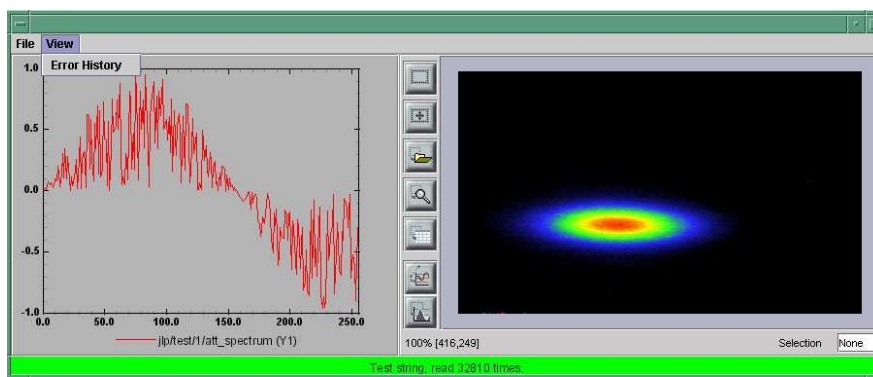 File View
Error History
1.0
0.5
0.0
-0.5
-1.0
0.0 50.0 100.0 150.0 200.0 250.0
jlp/test/1/att_spectrum (Y1)
100% [416,249] Selection None
Test string, read 32810 times.